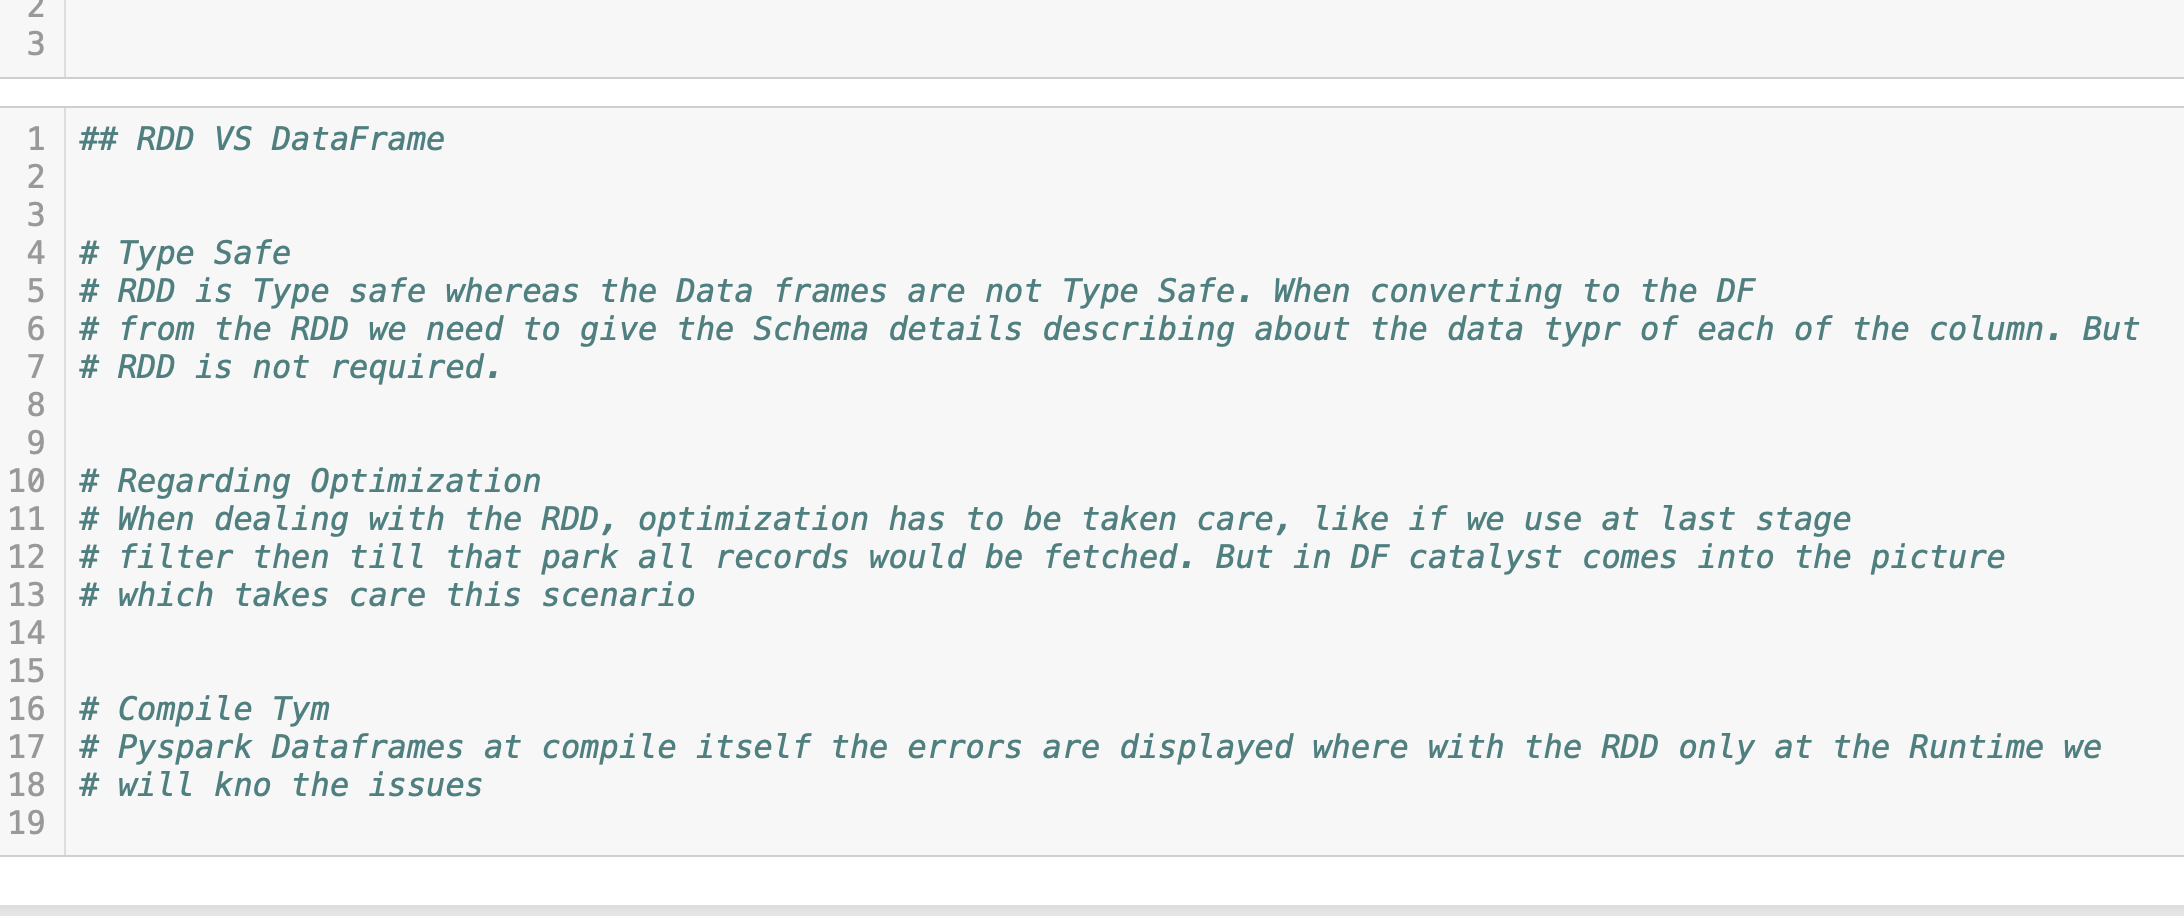 2
3
1 ## RDD VS DataFrame
2
3
4 # Type Safe
5 # RDD is Type safe whereas the Data frames are not Type Safe. When converting to the DF
6 # from the RDD we need to give the Schema details describing about the data typr of each of the column. But
7 # RDD is not required.
8
9
10 # Regarding Optimization
11 # When dealing with the RDD, optimization has to be taken care, like if we use at last stage
12 # filter then till that park all records would be fetched. But in DF catalyst comes into the picture
13 # which takes care this scenario
14
15
16 # Compile Tym
17 # Pyspark Dataframes at compile itself the errors are displayed where with the RDD only at the Runtime we
18 # will kno the issues
19